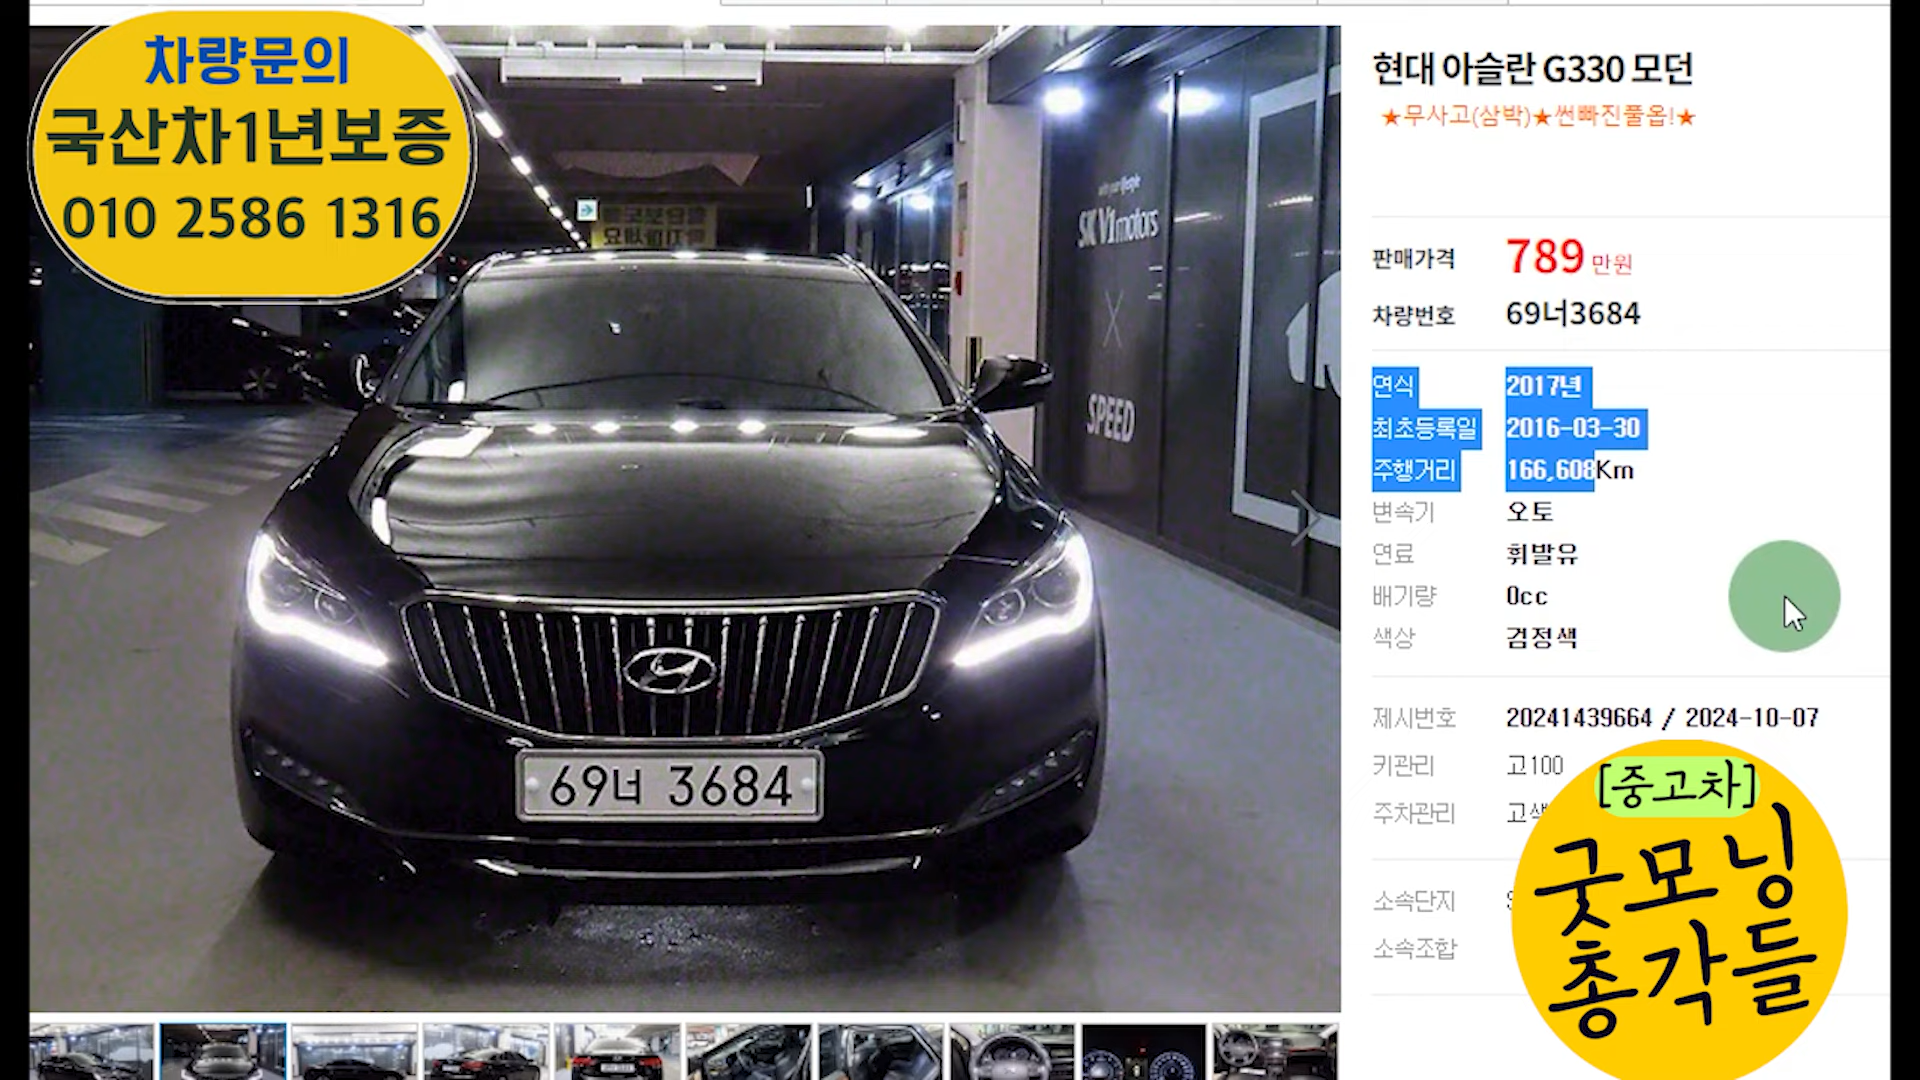 차량문의
국산차1년보증
010 2586 1316
SK V1motors
SPEED
69너 3684
현대 아슬란 G330 모던
★무사고(삼박)★썬빠진풀옵!★
판매가격 789 만원
차량번호 69너3684
연식 2017년
최초등록일 2016-03-30
주행거리 166,608Km
변속기 오토
연료 휘발유
배기량 0cc
색상 검정색
제시번호 20241439664 / 2024-10-07
키관리 고100
주차관리 고색
소속단지
소속조합
[중고차]
굿모닝
총각들